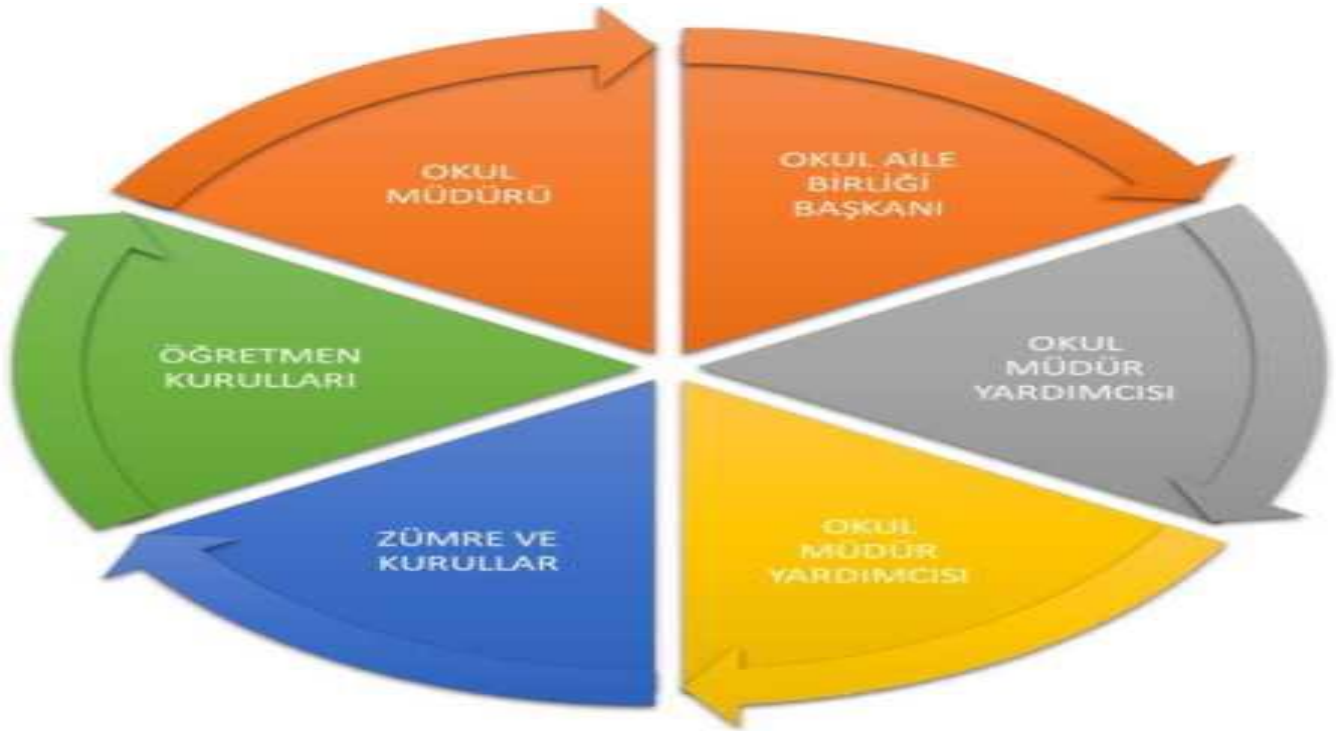 OKUL
MÜDÜRÜ
OKUL AİLE
BİRLİĞİ
BAŞKANI
OKUL
MÜDÜR
YARDIMCISI
OKUL
MÜDÜR
YARDIMCISI
ZÜMRE VE
KURULLAR
ÖĞRETMEN
KURULLARI